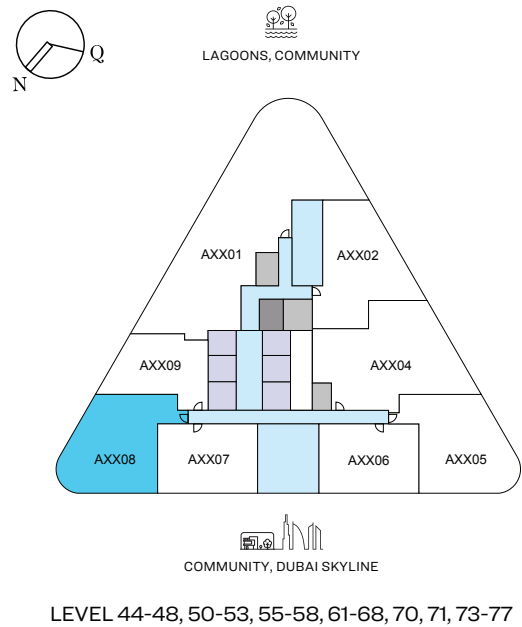 Q
N
LAGOONS, COMMUNITY
AXX01
AXX02
AXX09
AXX04
AXX08
AXX07
AXX06
AXX05
COMMUNITY, DUBAI SKYLINE
LEVEL 44-48, 50-53, 55-58, 61-68, 70, 71, 73-77